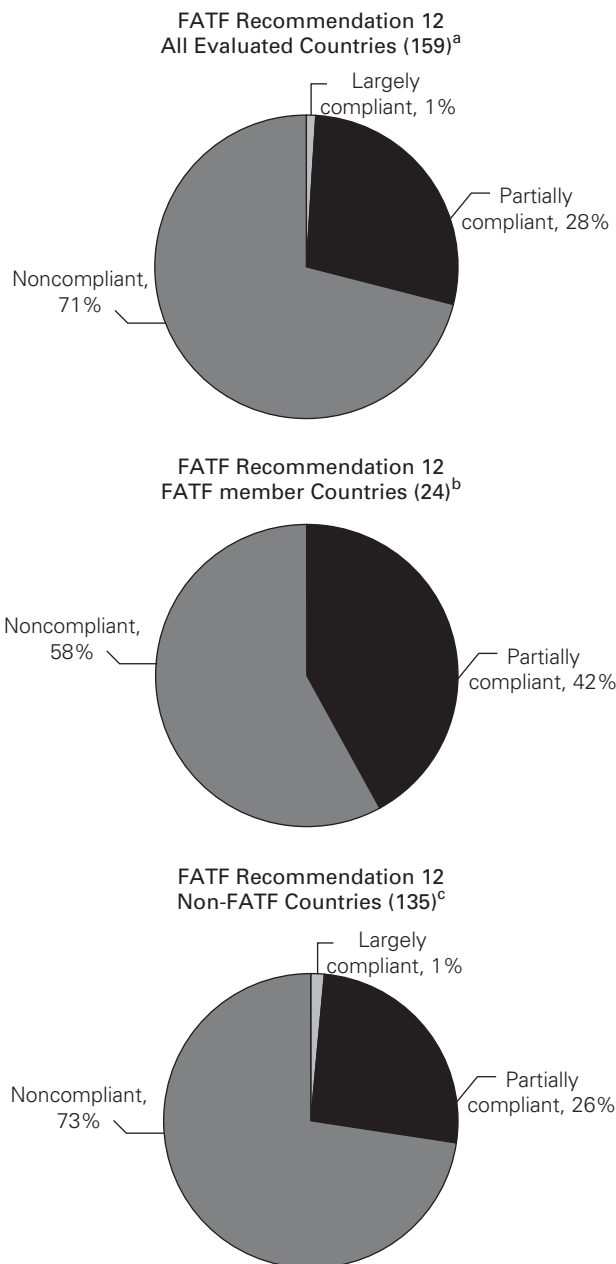 FATF Recommendation 12
All Evaluated Countries (159)a
Largely
compliant, 1%
Partially
compliant, 28%
Noncompliant,
71%
FATF Recommendation 12
FATF member Countries (24)b
Noncompliant,
58%
Partially
compliant, 42%
FATF Recommendation 12
Non-FATF Countries (135)c
Largely
compliant, 1%
Noncompliant,
73%
Partially
compliant, 26%